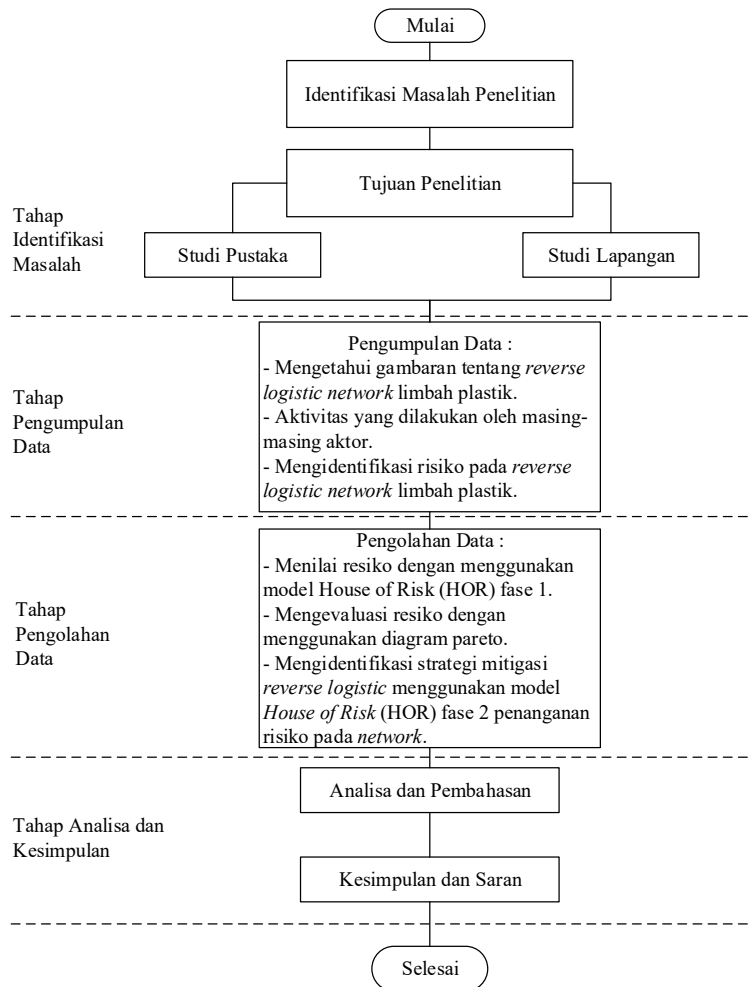 Mulai
Identifikasi Masalah Penelitian
Tujuan Penelitian
Tahap
Identifikasi
Masalah
Studi Pustaka
Studi Lapangan
Tahap
Pengumpulan
Data
Pengumpulan Data :
- Mengetahui gambaran tentang reverse
logistic network limbah plastik.
- Aktivitas yang dilakukan oleh masing-
masing aktor.
- Mengidentifikasi risiko pada reverse
logistic network limbah plastik.
Tahap
Pengolahan
Data
Pengolahan Data :
- Menilai resiko dengan menggunakan
model House of Risk (HOR) fase 1.
- Mengevaluasi resiko dengan
menggunakan diagram pareto.
- Mengidentifikasi strategi mitigasi
reverse logistic menggunakan model
House of Risk (HOR) fase 2 penanganan
risiko pada network.
Tahap Analisa dan
Kesimpulan
Analisa dan Pembahasan
Kesimpulan dan Saran
Selesai